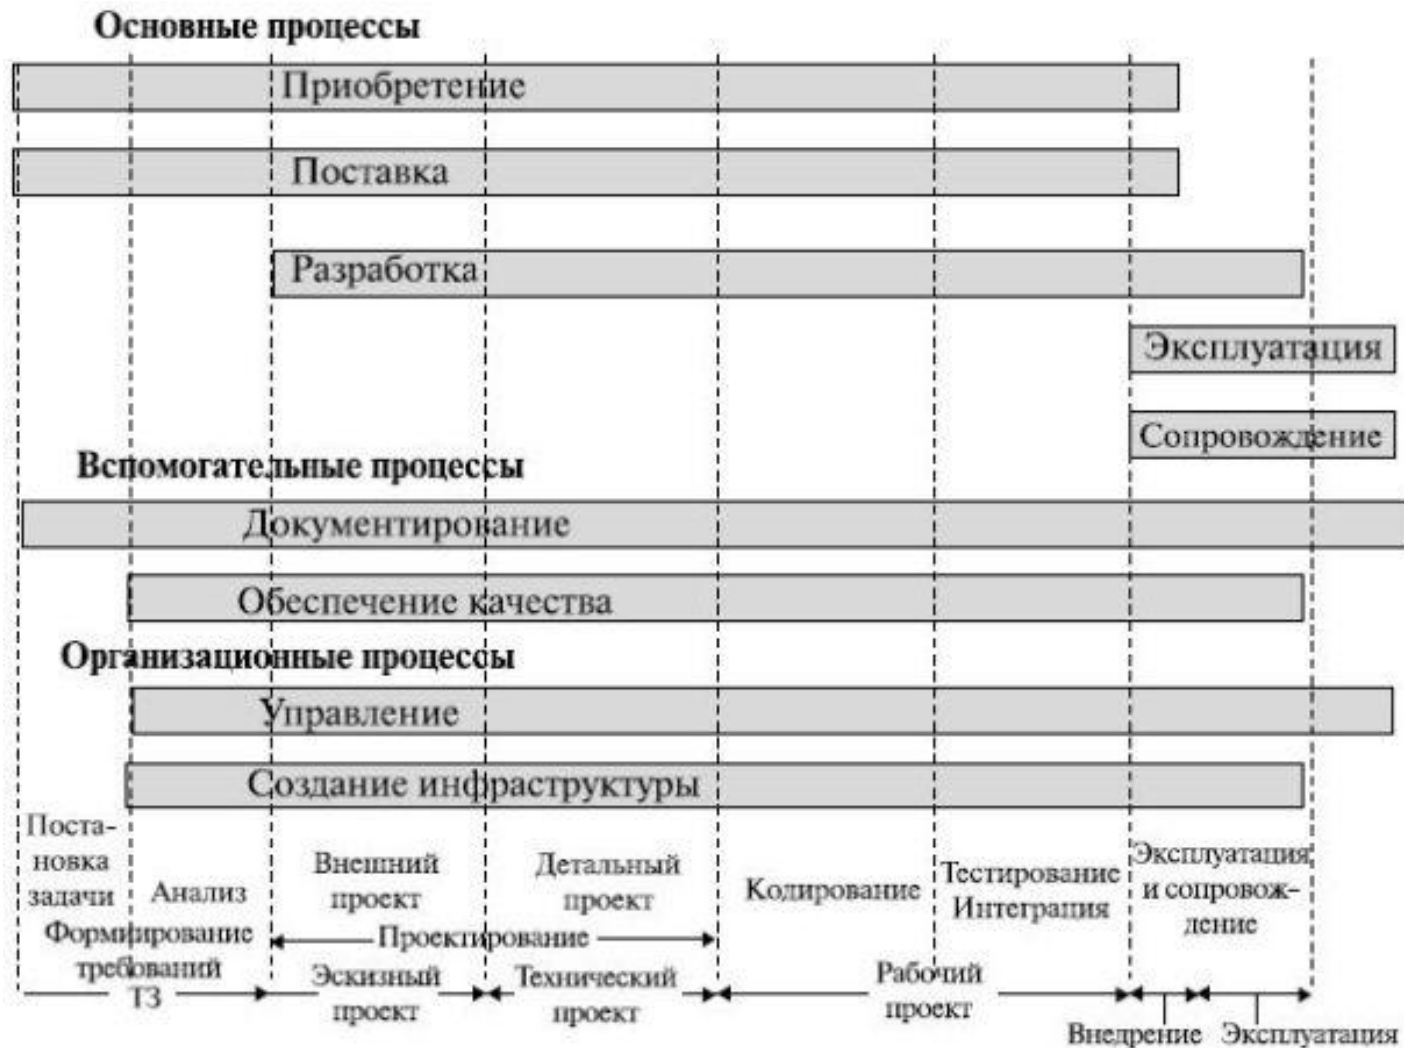 Основные процессы
Приобретение
Поставка
Разработка
Эксплуатация
Сопровождение
Вспомогательные процессы
Документирование
Обеспечение качества
Организационные процессы
Управление
Создание инфраструктуры
Поста-
новка
задачи
Анализ
Внешний
проект
Детальный
проект
Кодирование
Тестирование
Интеграция
Эксплуатация
и сопровож-
дение
Формиирование
требований
Проектирование
ТЗ
Эскизный
проект
Технический
проект
Рабочий
проект
Внедрение
Эксплуатация